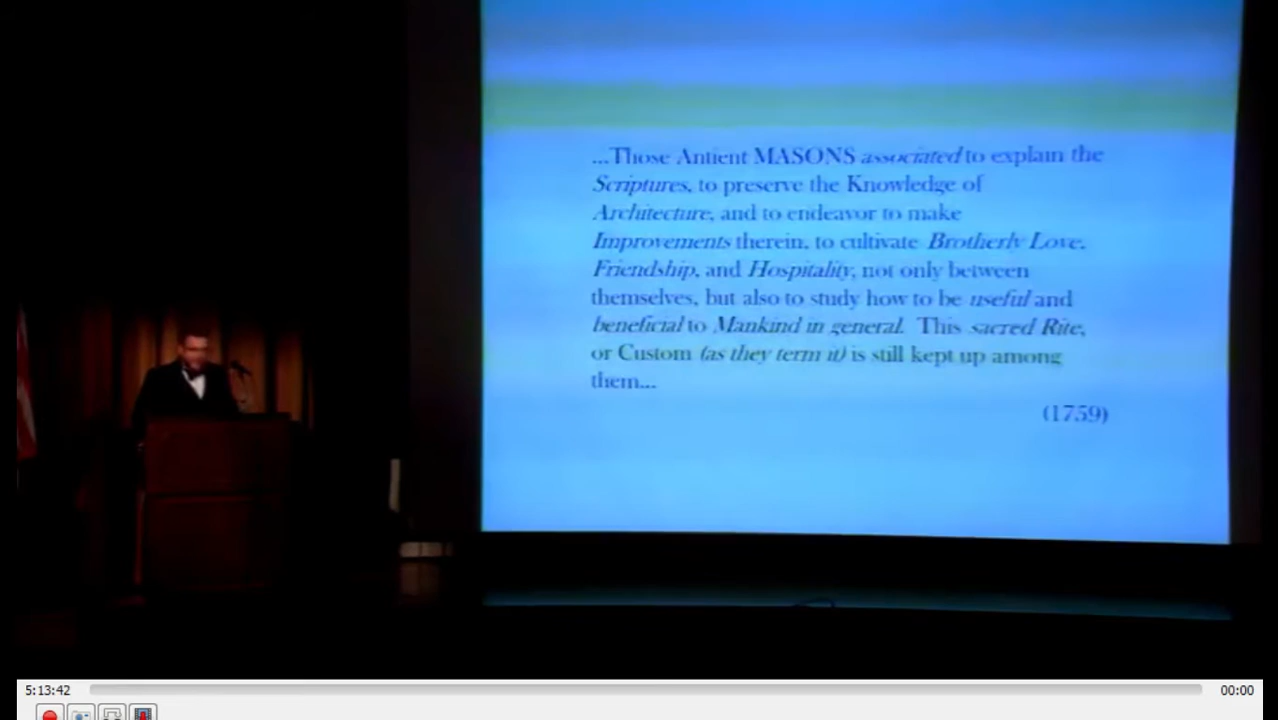 ...Those Antient MASONS associated to explain the
Scriptures, to preserve the Knowledge of
Architecture, and to endeavor to make
Improvements therein, to cultivate Brotherly Love,
Friendship, and Hospitality, not only between
themselves, but also to study how to be useful and
beneficial to Mankind in general. This sacred Rite,
or Custom (as they term it) is still kept up among
them...
(1759)
5:13:42
00:00